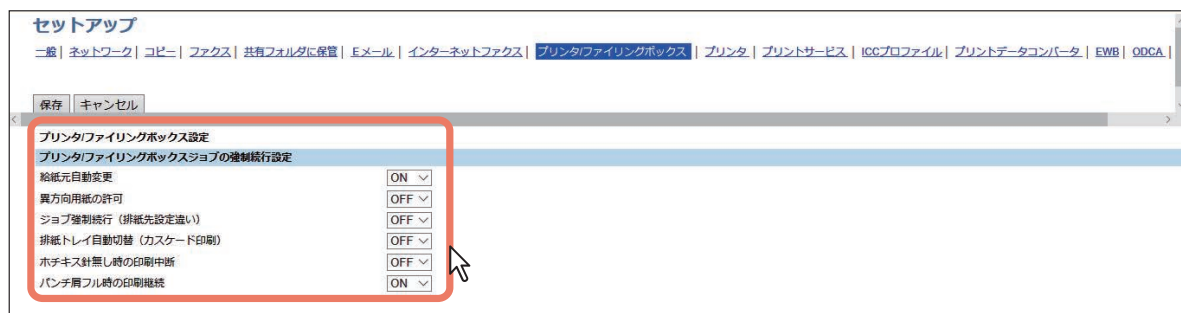 セットアップ
一般| ネットワーク| コピー| ファクス| 共有フォルダに保管| Eメール| インターネットファクス| プリンタ/ファイリングボックス| プリンタ| プリントサービス| ICCプロファイル| プリントデータコンバータ| EWB| ODCA|
保存 キャンセル
プリンタ/ファイリングボックス設定
プリンタ/ファイリングボックスジョブの強制続行設定
給紙元自動変更 ON
異方向用紙の許可 OFF
ジョブ強制続行（排紙先設定違い） OFF
排紙トレイ自動切替（カスケード印刷） OFF
ホチキス針無し時の印刷中断 OFF
パンチ屑フル時の印刷継続 ON